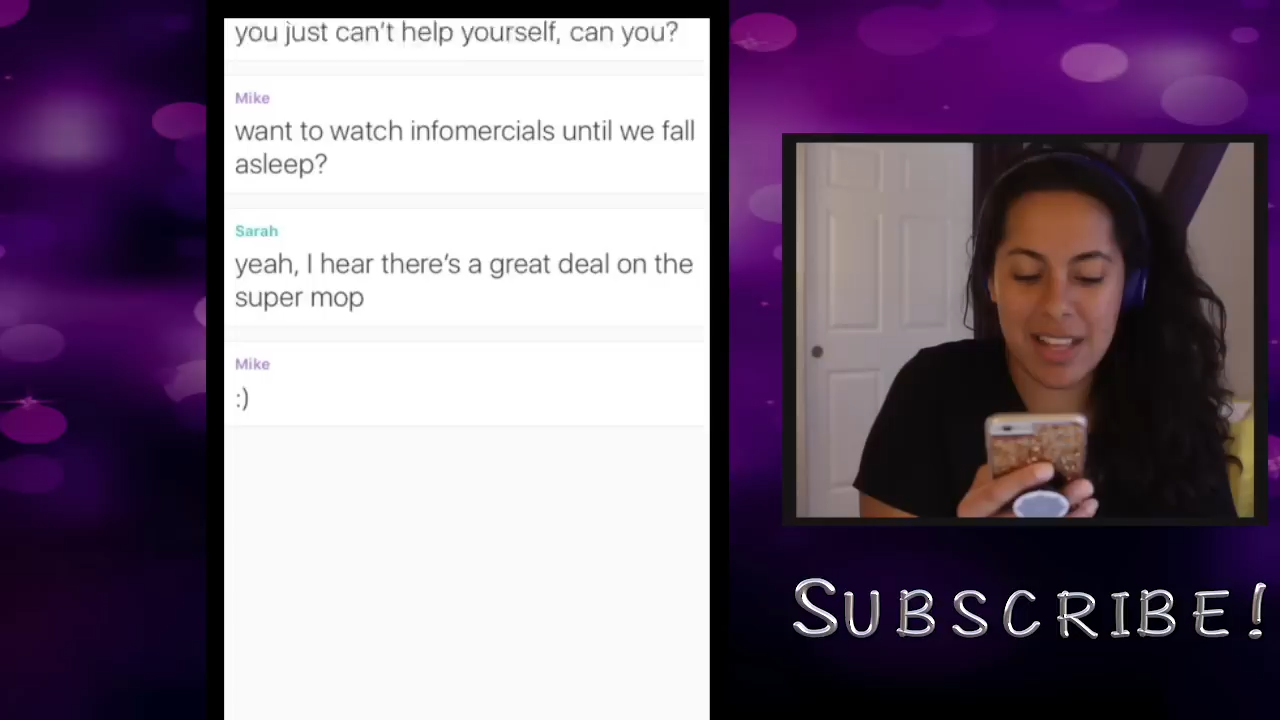 you just can't help yourself, can you?
Mike
want to watch infomercials until we fall
asleep?
Sarah
yeah, I hear there's a great deal on the
super mop
Mike
:)
SUBSCRIBE!